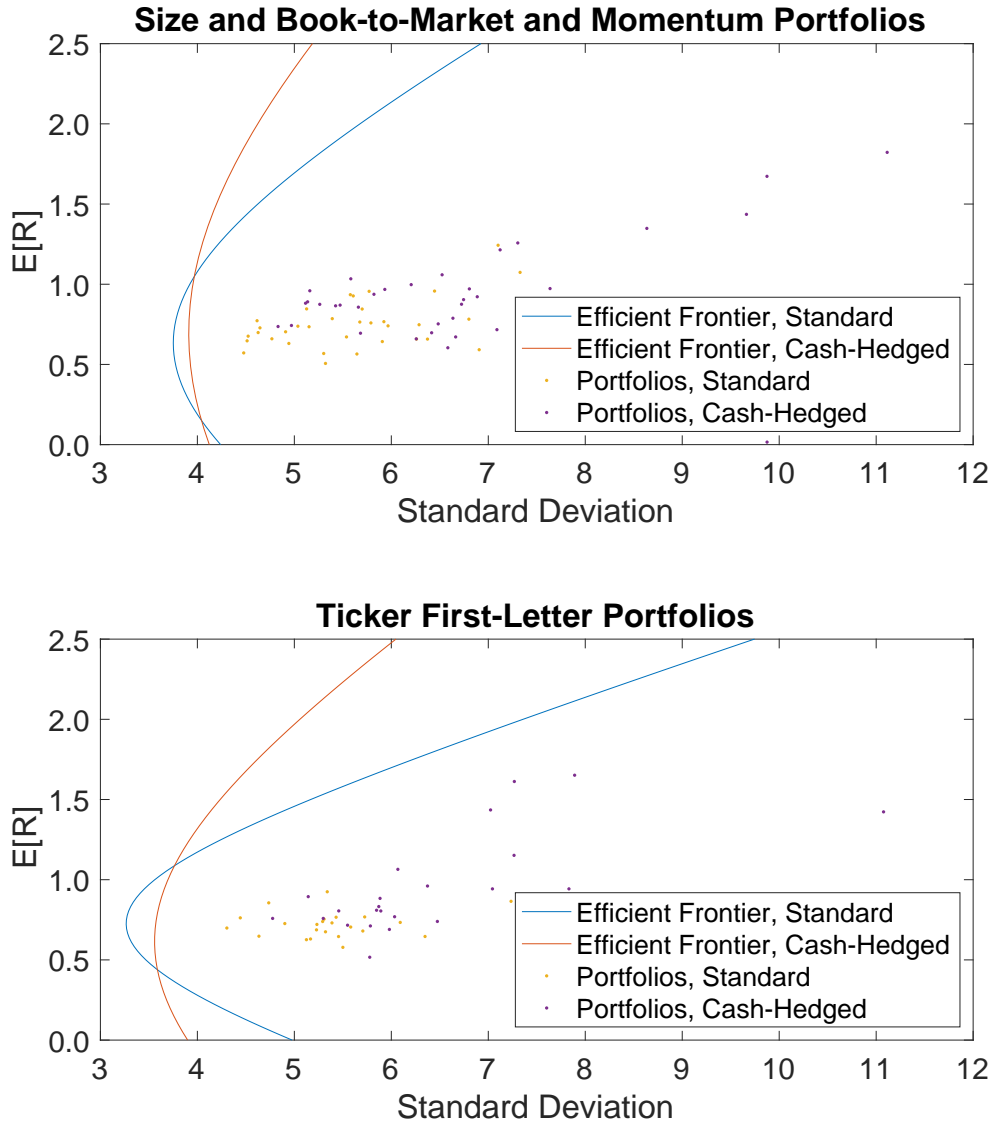 Size and Book-to-Market and Momentum Portfolios
2.5
2.0
1.5
1.0
0.5
0.0
E[R]
Efficient Frontier, Standard
Efficient Frontier, Cash-Hedged
Portfolios, Standard
Portfolios, Cash-Hedged
3 4 5 6 7 8 9 10 11 12
Standard Deviation
Ticker First-Letter Portfolios
2.5
2.0
1.5
1.0
0.5
0.0
E[R]
Efficient Frontier, Standard
Efficient Frontier, Cash-Hedged
Portfolios, Standard
Portfolios, Cash-Hedged
3 4 5 6 7 8 9 10 11 12
Standard Deviation